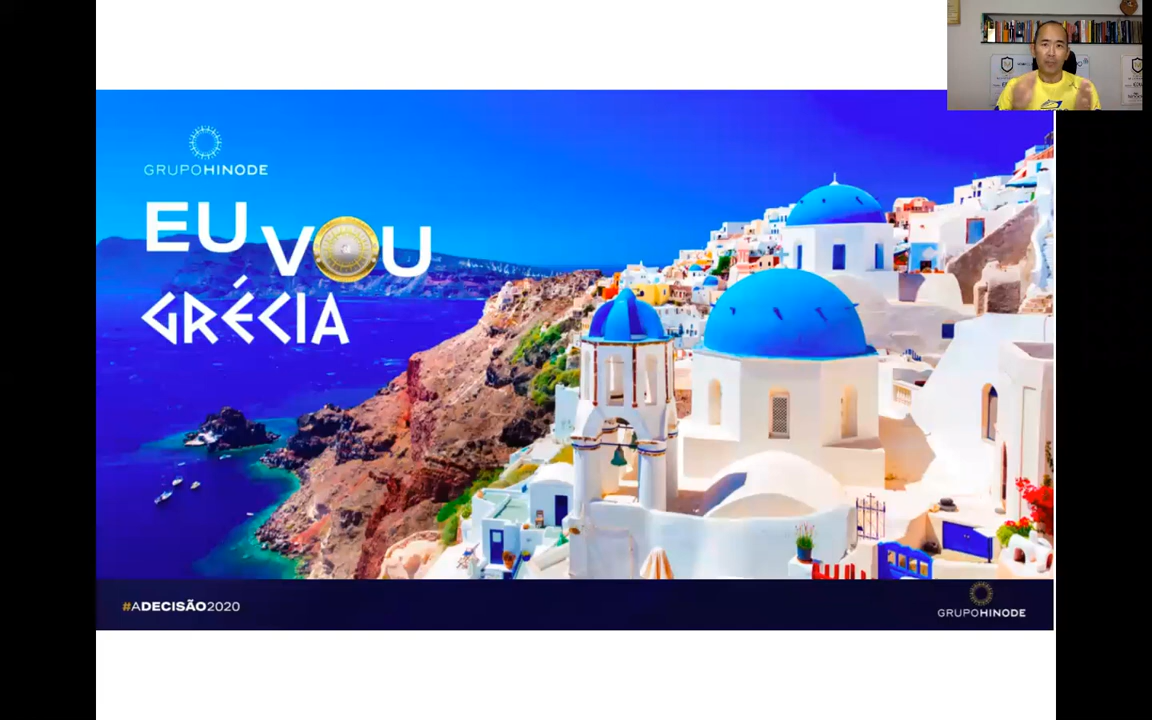 GRUPOHINODE
EU
VOU
GRÉCIA
#ADECISÃO2020
GRUPOHINODE